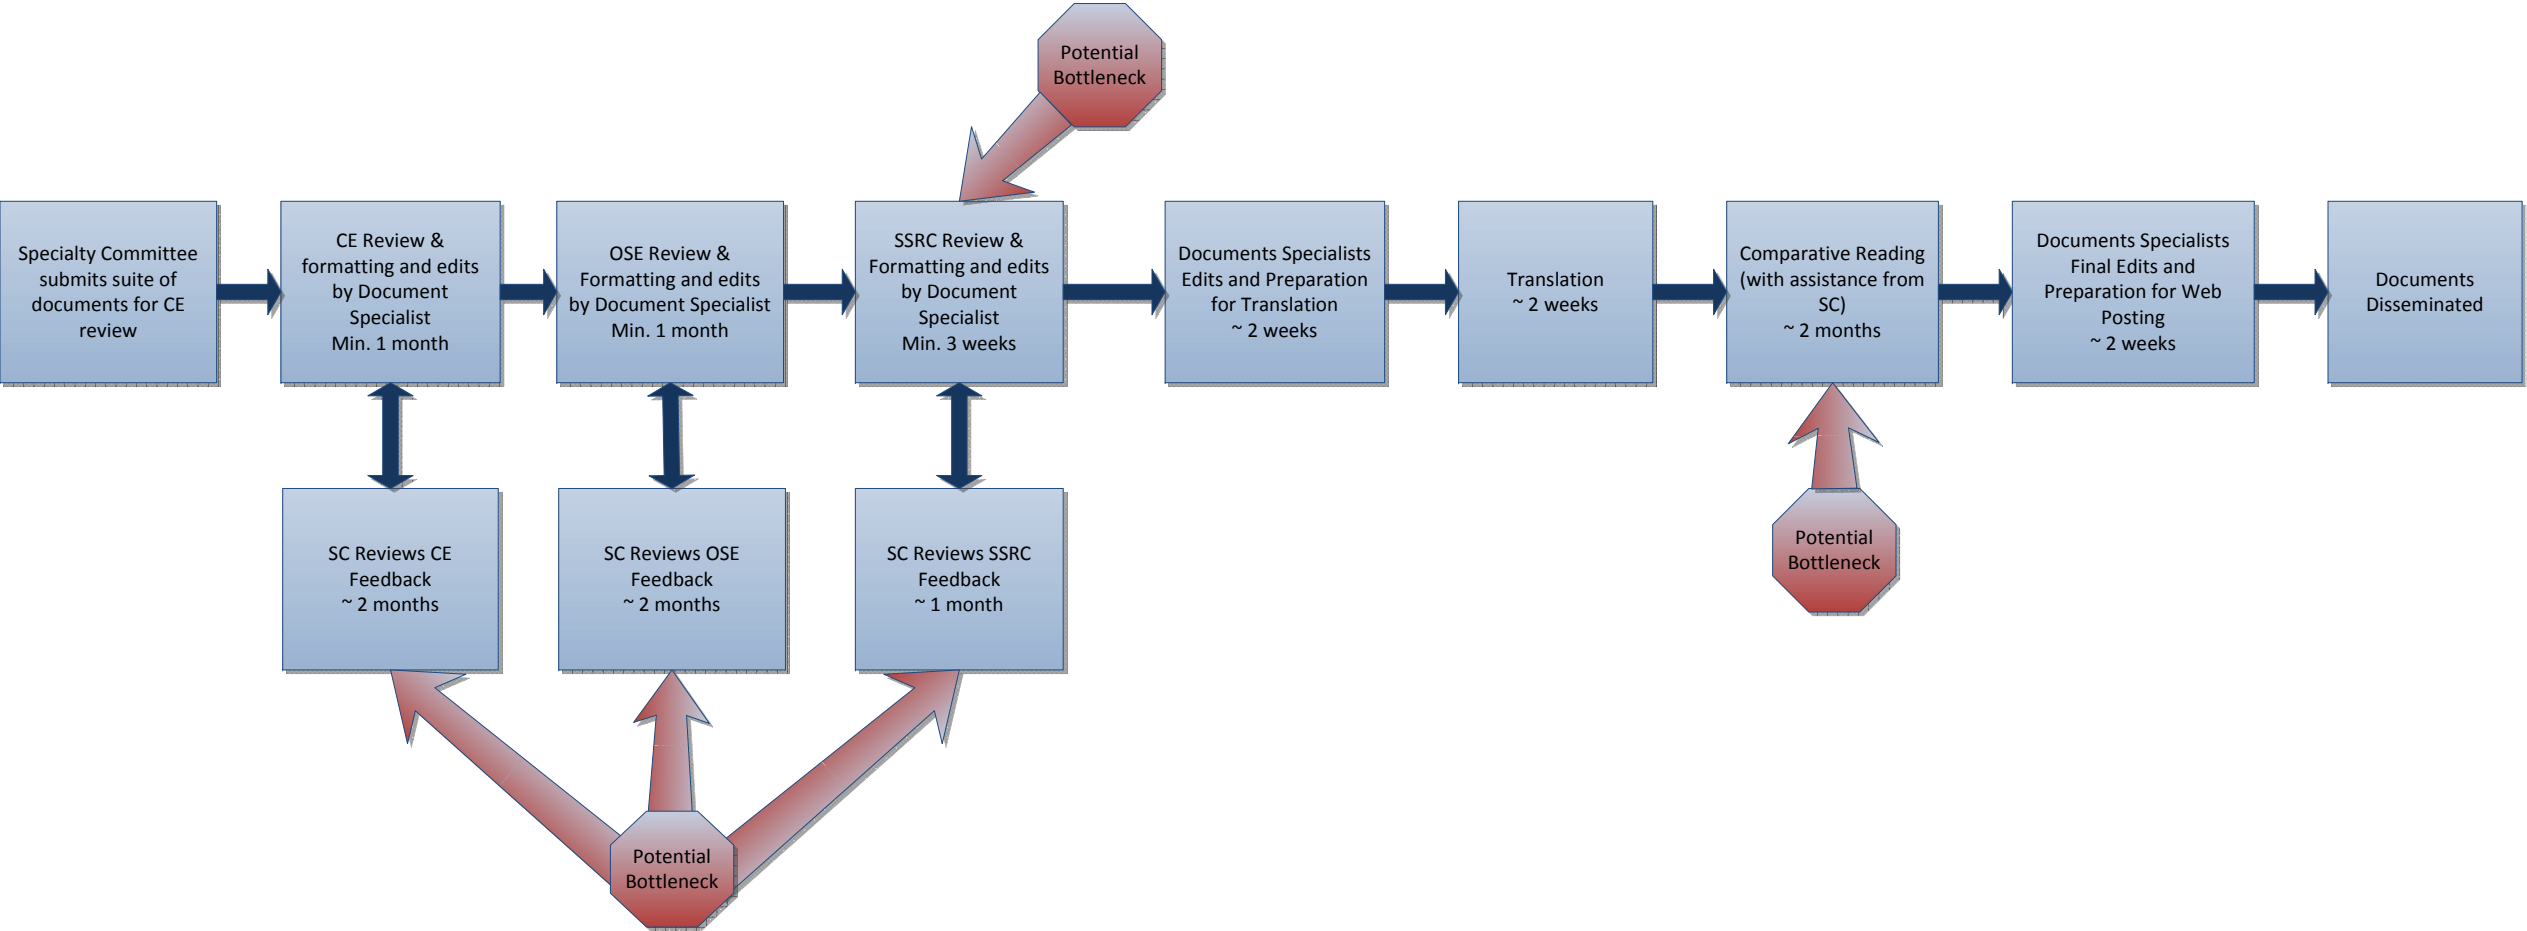 Potential
Bottleneck
Specialty Committee
submits suite of
documents for CE
review
CE Review &
formatting and edits
by Document
Specialist
Min. 1 month
OSE Review &
Formatting and edits
by Document Specialist
Min. 1 month
SSRC Review &
Formatting and edits
by Document
Specialist
Min. 3 weeks
Documents Specialists
Edits and Preparation
for Translation
~ 2 weeks
Translation
~ 2 weeks
Comparative Reading
(with assistance from
SC)
~ 2 months
Documents Specialists
Final Edits and
Preparation for Web
Posting
~ 2 weeks
Documents
Disseminated
SC Reviews CE
Feedback
~ 2 months
SC Reviews OSE
Feedback
~ 2 months
SC Reviews SSRC
Feedback
~ 1 month
Potential
Bottleneck
Potential
Bottleneck